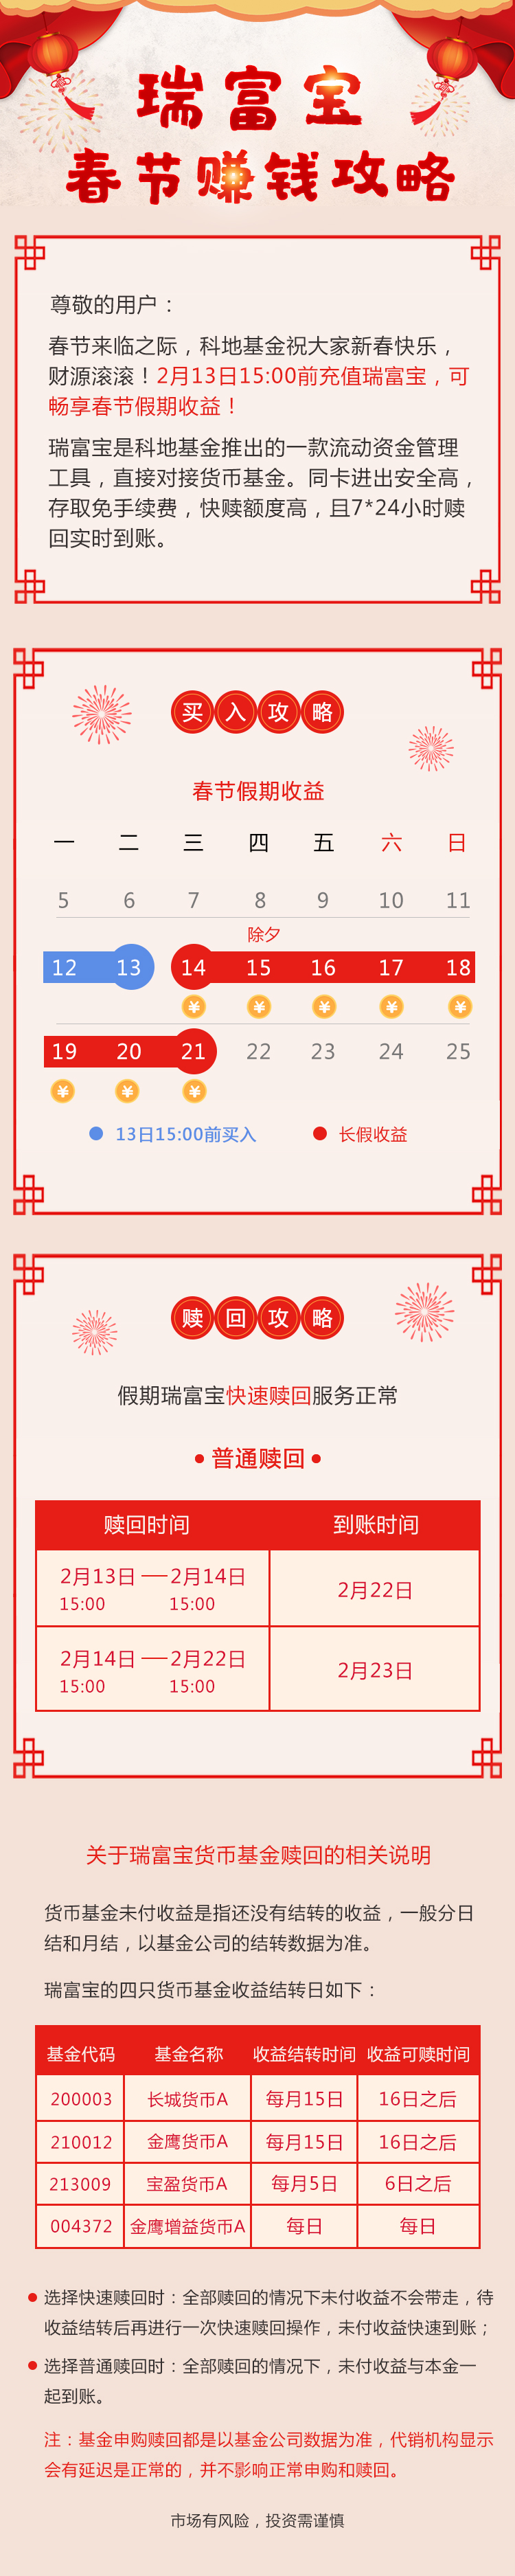 瑞富宝
春节赚钱攻略
尊敬的用户：
春节来临之际，科地基金祝大家新春快乐，
财源滚滚！2月13日15:00前充值瑞富宝，可
畅享春节假期收益！
瑞富宝是科地基金推出的一款流动资金管理
工具，直接对接货币基金。同卡进出安全高，
存取免手续费，快赎额度高，且7*24小时赎
回实时到账。
买入攻略
春节假期收益
一 二 三 四 五 六 日
5 6 7 8 9 10 11
除夕
12 13 14 15 16 17 18
¥ ¥ ¥ ¥ ¥
19 20 21 22 23 24 25
¥ ¥ ¥
13日15:00前买入 长假收益
赎回攻略
假期瑞富宝快速赎回服务正常
•普通赎回•
赎回时间 到账时间
2月13日 — 2月14日 2月22日
15:00 15:00
2月14日 — 2月22日 2月23日
15:00 15:00
关于瑞富宝货币基金赎回的相关说明
货币基金未付收益是指还没有结转的收益，一般分日
结和月结，以基金公司的结转数据为准。
瑞富宝的四只货币基金收益结转日如下：
基金代码 基金名称 收益结转时间 收益可赎时间
200003 长城货币A 每月15日 16日之后
210012 金鹰货币A 每月15日 16日之后
213009 宝盈货币A 每月5日 6日之后
004372 金鹰增益货币A 每日 每日
• 选择快速赎回时：全部赎回的情况下未付收益不会带走，待
收益结转后再进行一次快速赎回操作，未付收益快速到账；
• 选择普通赎回时：全部赎回的情况下，未付收益与本金一
起到账。
注：基金申购赎回都是以基金公司数据为准，代销机构显示
会有延迟是正常的，并不影响正常申购和赎回。
市场有风险，投资需谨慎